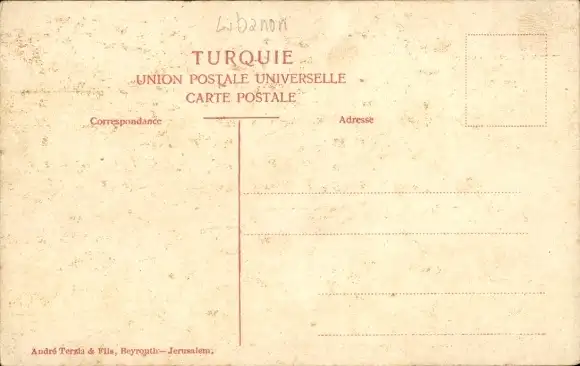 Libanon
TURQUIE
UNION POSTALE UNIVERSELLE
CARTE POSTALE
Correspondance
Adresse
André Terzis & Fils, Beyrouth—Jerusalem.